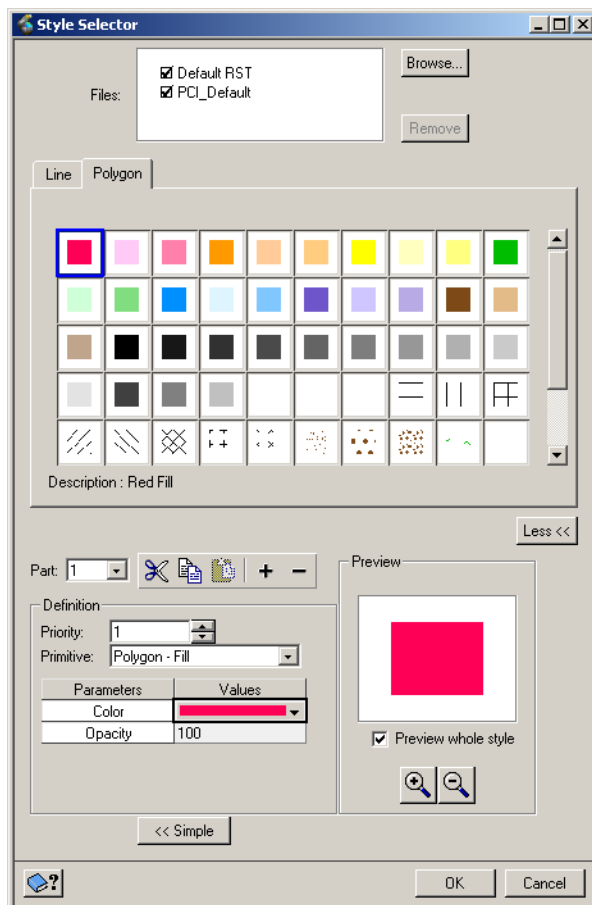 Style Selector
Files:
Default RST
PCI_Default
Browse...
Remove
Line
Polygon
Description : Red Fill
Less <<
Part:
1
Preview
Definition
Priority:
1
Primitive:
Polygon - Fill
Parameters
Values
Color
Opacity
100
Preview whole style
<< Simple
?
OK
Cancel